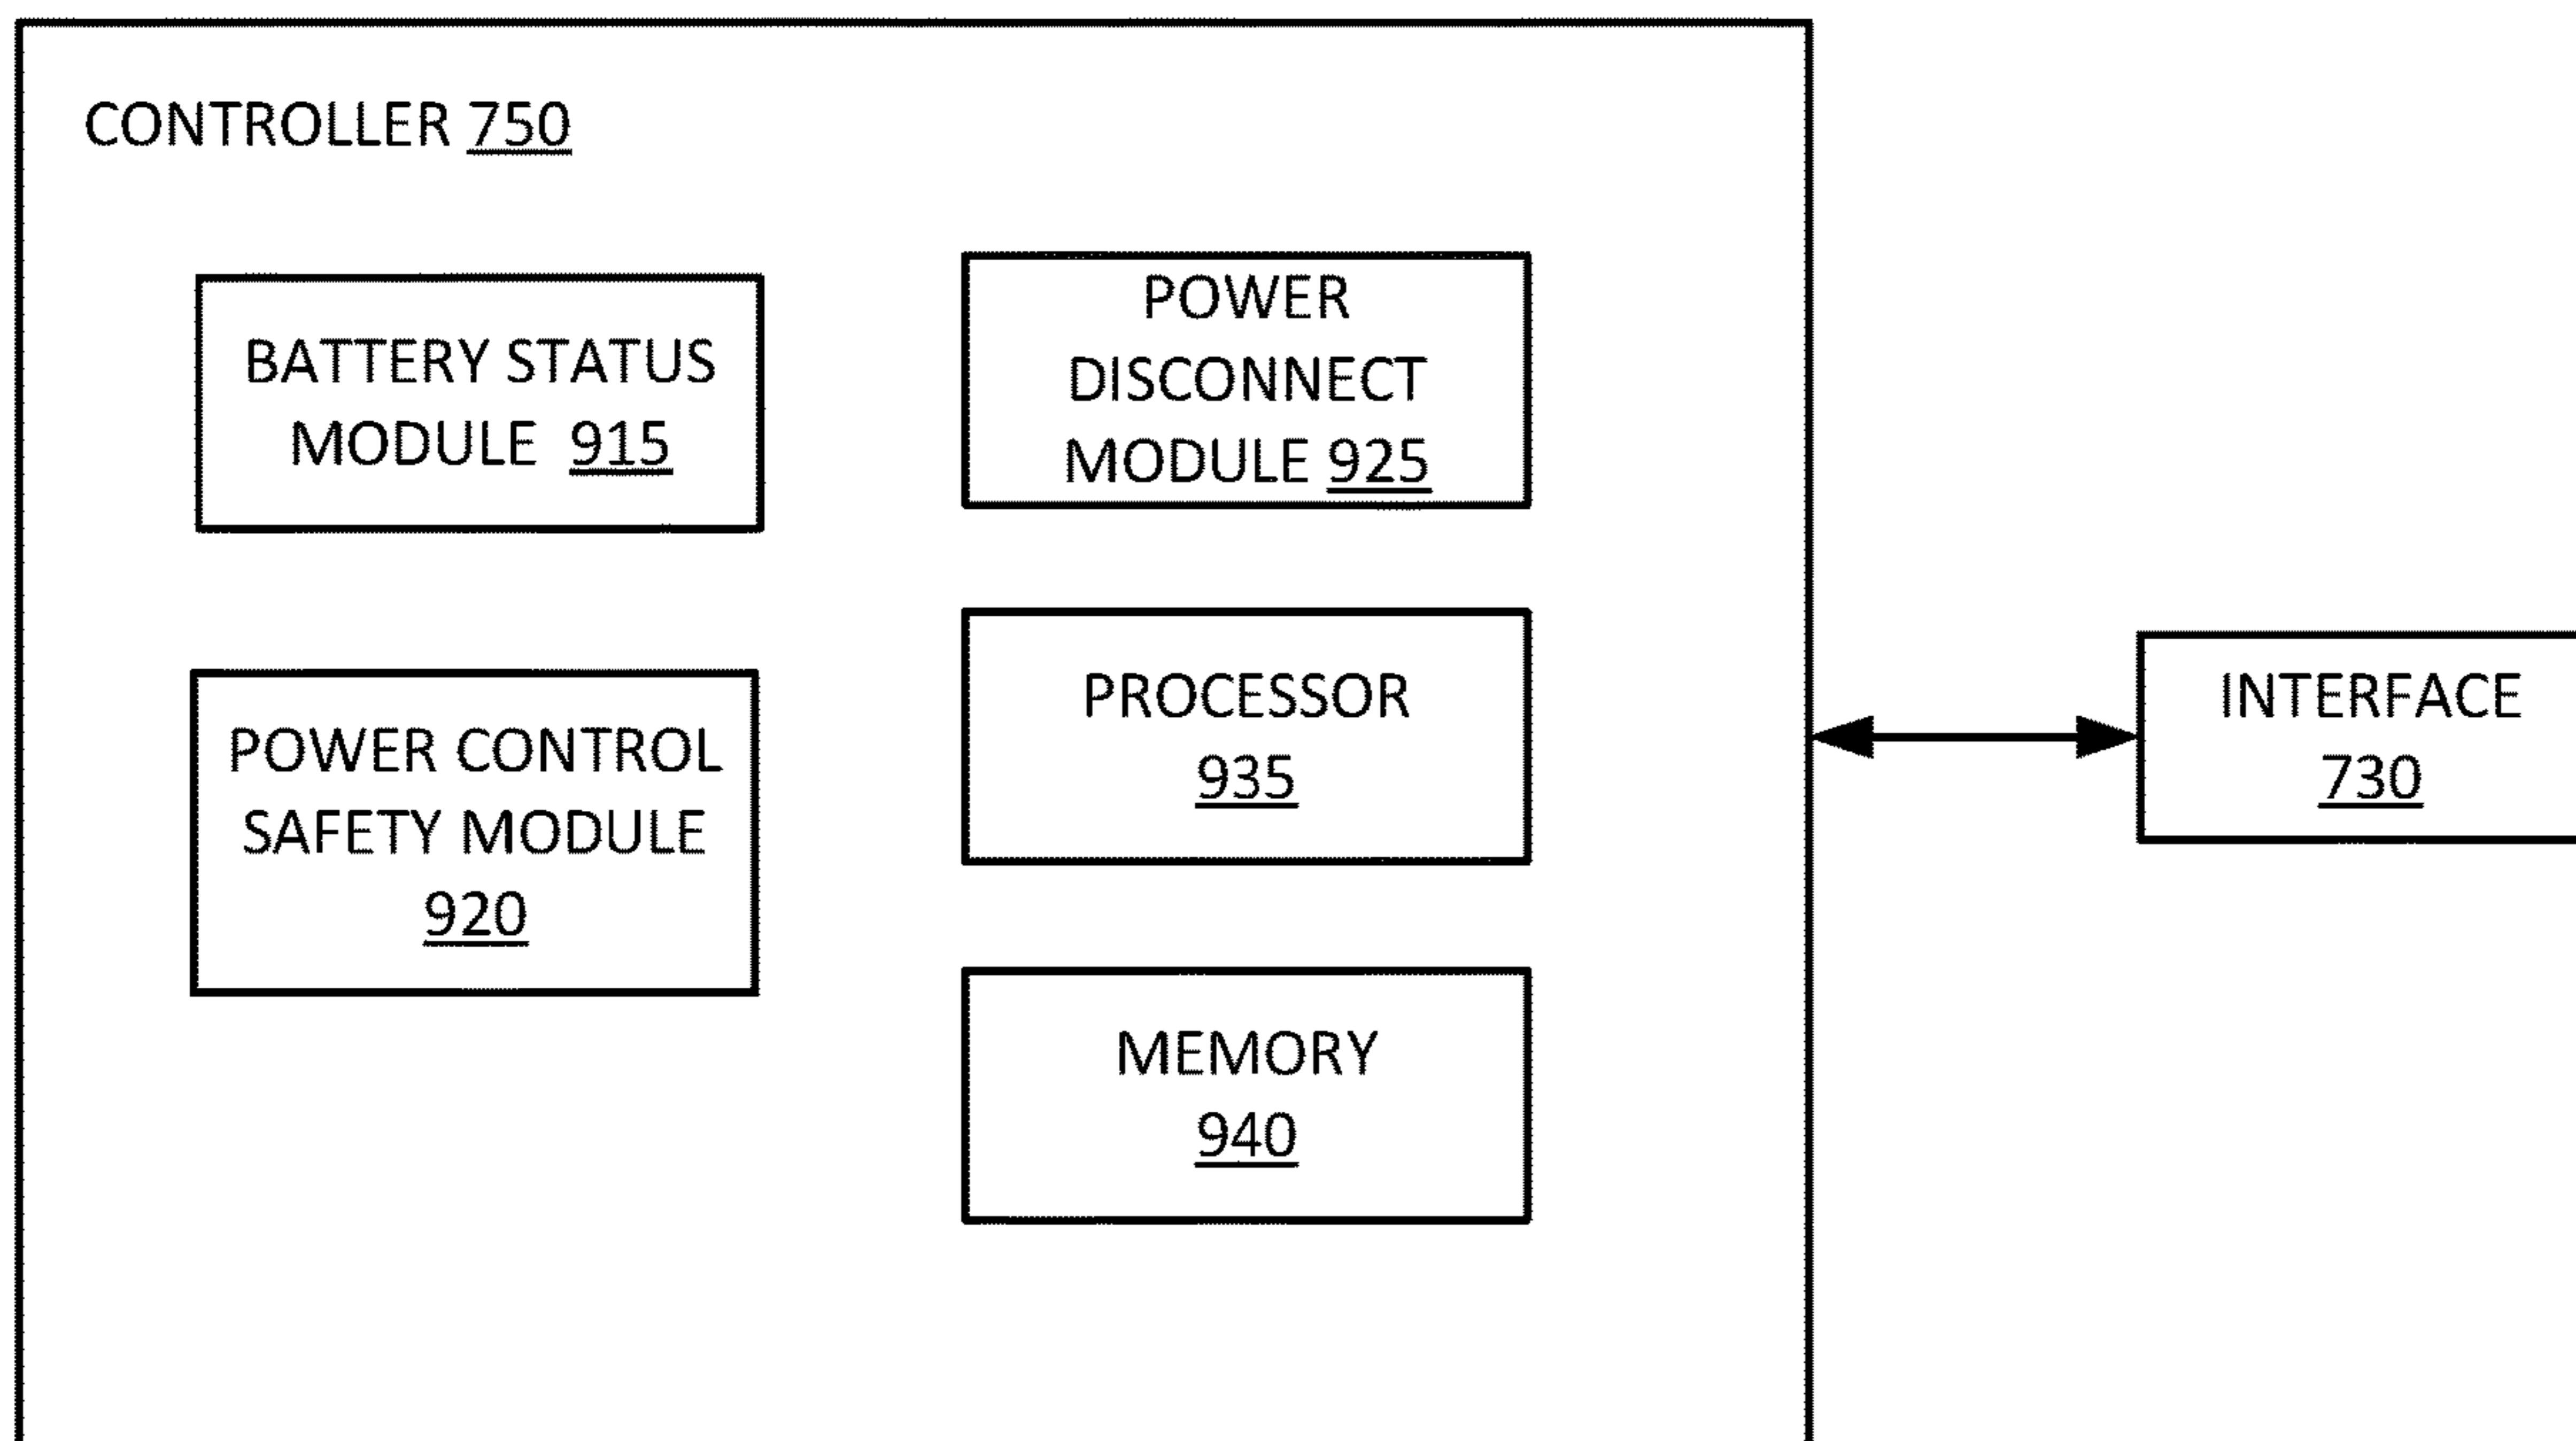 CONTROLLER 750
BATTERY STATUS
MODULE 915
POWER CONTROL
SAFETY MODULE
920
POWER
DISCONNECT
MODULE 925
PROCESSOR
935
MEMORY
940
INTERFACE
730